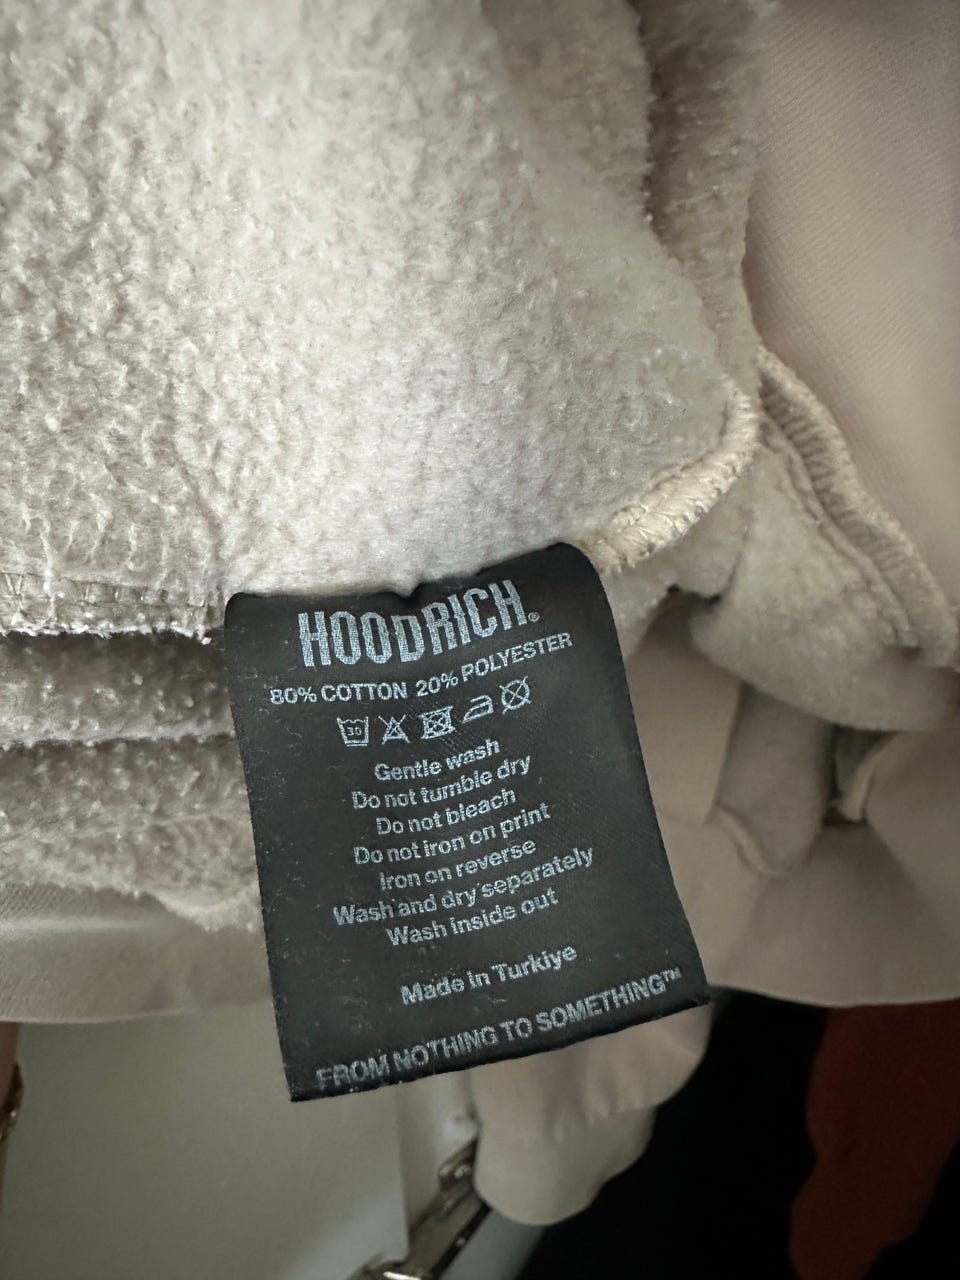 HOODRICH®
80% COTTON 20% POLYESTER
30
Gentle wash
Do not tumble dry
Do not bleach
Do not iron on print
Iron on reverse
Wash and dry separately
Wash inside out
Made in Turkiye
FROM NOTHING TO SOMETHING™